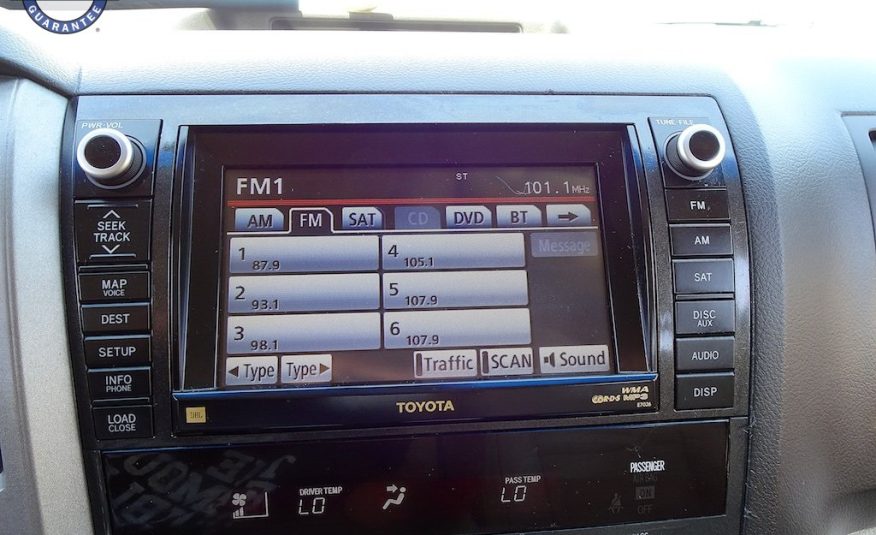 GUARANTEE
PWR·VOL
TUNE·FILE
SEEK
TRACK
MAP
VOICE
DEST
SETUP
INFO
PHONE
LOAD
CLOSE
FM1 ST 101.1MHz
AM FM SAT CD DVD BT
1 87.9 4 105.1 Message
2 93.1 5 107.9
3 98.1 6 107.9
Type Type Traffic SCAN Sound
FM
AM
SAT
DISC
AUX
AUDIO
DISP
JBL TOYOTA RDS WMA
MP3
E7026
DRIVER TEMP
LO
PASS TEMP
LO
PASSENGER
AIR BAG
ON
OFF